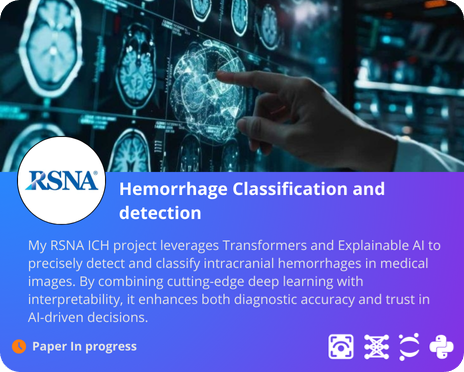 RSNA®
Hemorrhage Classification and
detection
My RSNA ICH project leverages Transformers and Explainable AI to
precisely detect and classify intracranial hemorrhages in medical
images. By combining cutting-edge deep learning with
interpretability, it enhances both diagnostic accuracy and trust in
AI-driven decisions.
Paper In progress